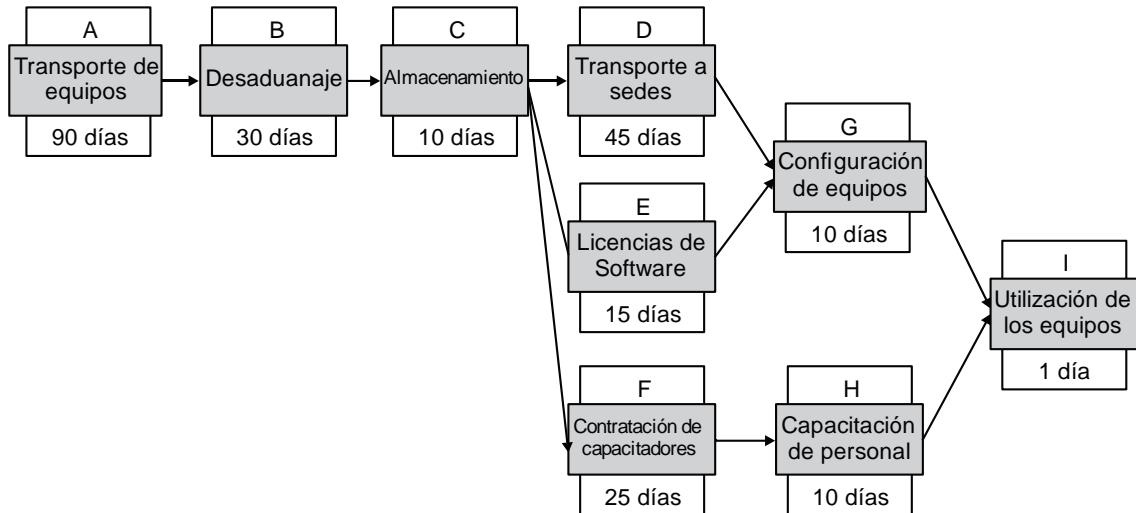 A
Transporte de
equipos
90 días
B
Desaduanaje
30 días
C
Almacenamiento
10 días
D
Transporte a
sedes
45 días
E
Licencias de
Software
15 días
F
Contratación de
capacitadores
25 días
G
Configuración
de equipos
10 días
H
Capacitación
de personal
10 días
I
Utilización de
los equipos
1 día